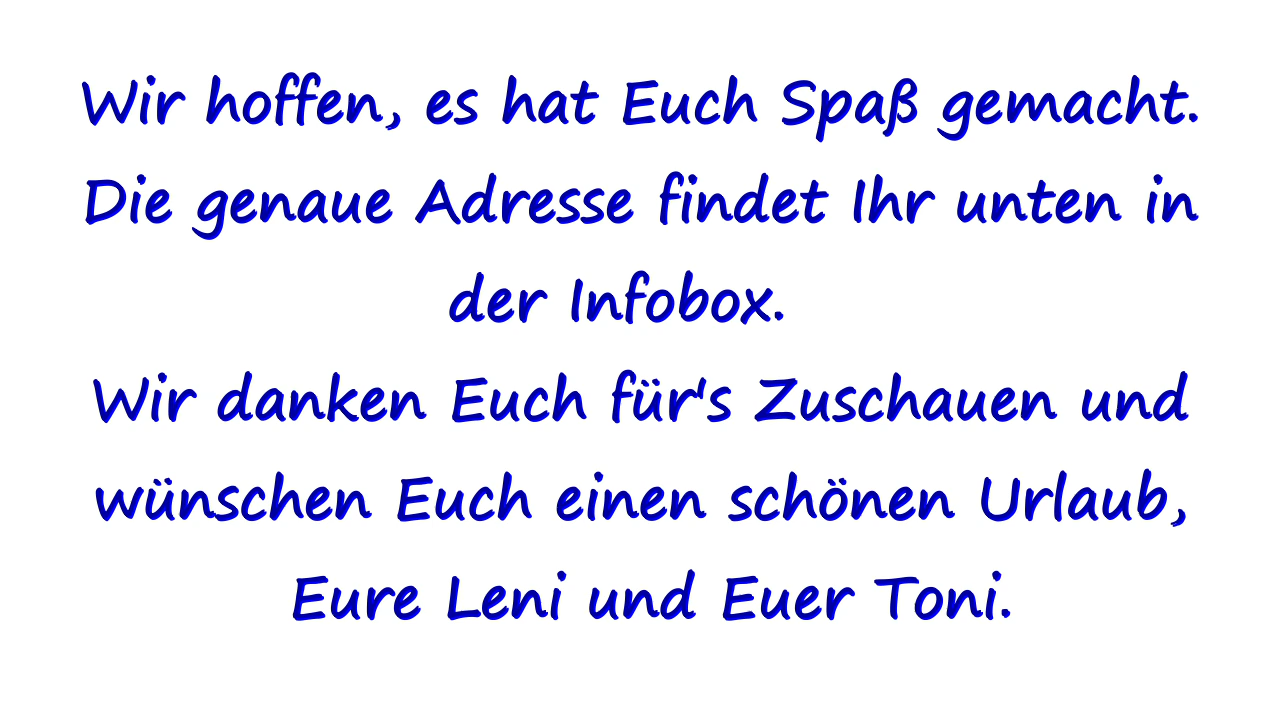 Wir hoffen, es hat Euch Spaß gemacht.
Die genaue Adresse findet Ihr unten in
der Infobox.
Wir danken Euch für's Zuschauen und
wünschen Euch einen schönen Urlaub,
Eure Leni und Euer Toni.